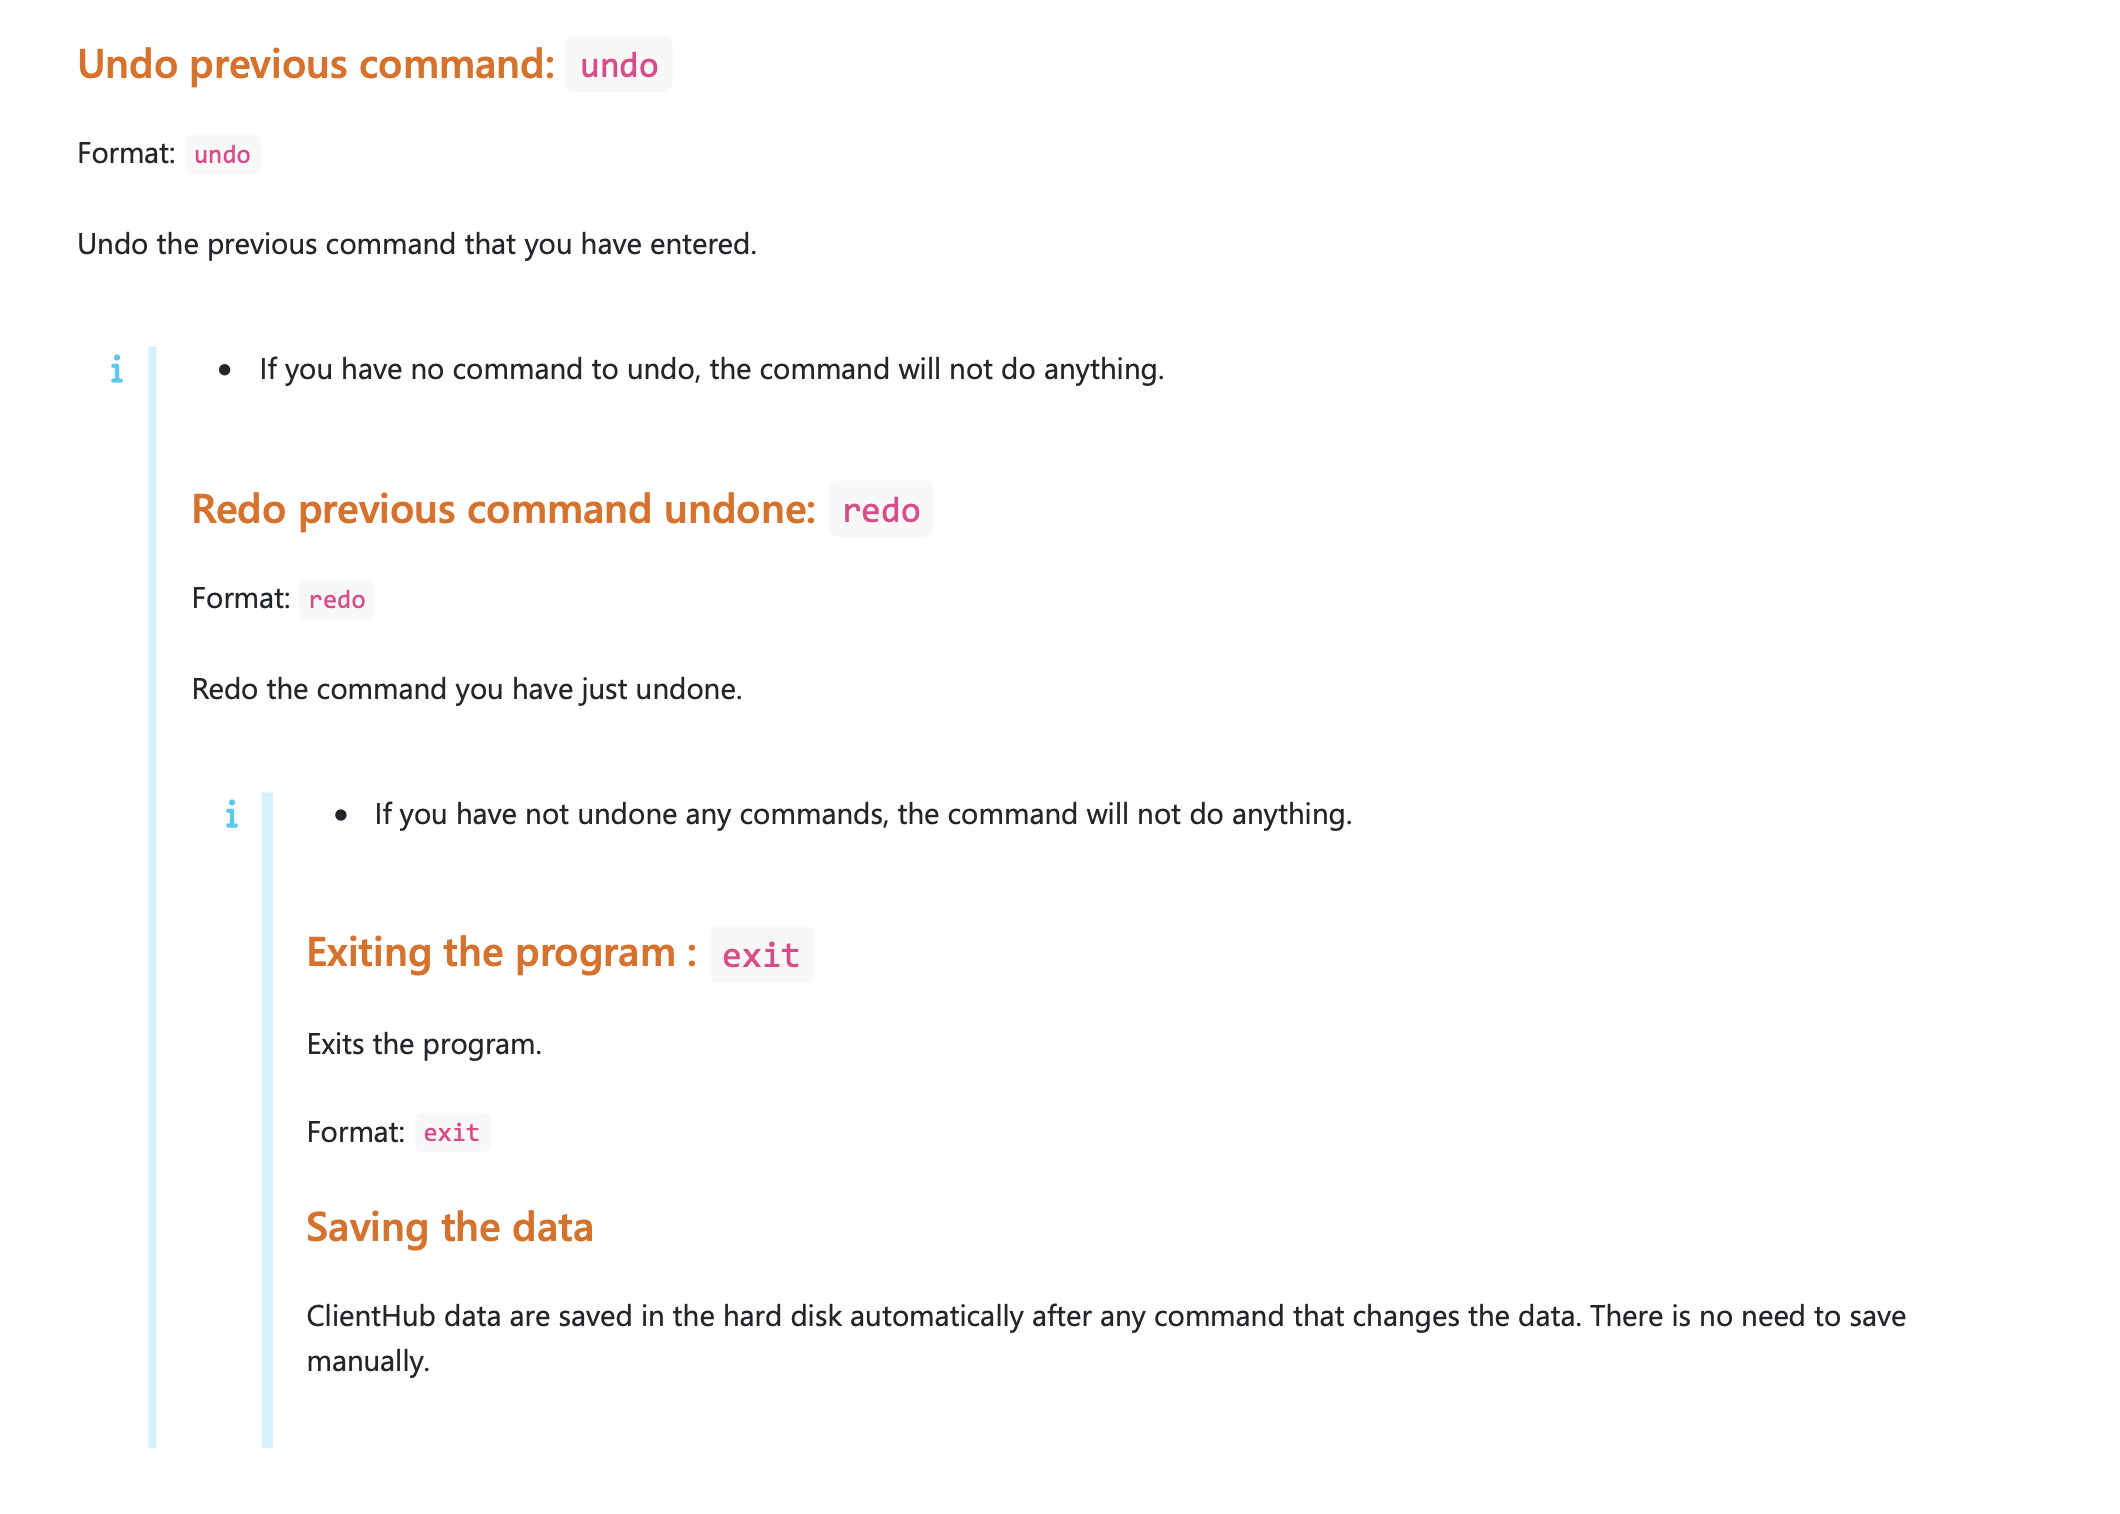 Undo previous command: undo
Format: undo
Undo the previous command that you have entered.
i
• If you have no command to undo, the command will not do anything.
Redo previous command undone: redo
Format: redo
Redo the command you have just undone.
i
• If you have not undone any commands, the command will not do anything.
Exiting the program : exit
Exits the program.
Format: exit
Saving the data
ClientHub data are saved in the hard disk automatically after any command that changes the data. There is no need to save
manually.